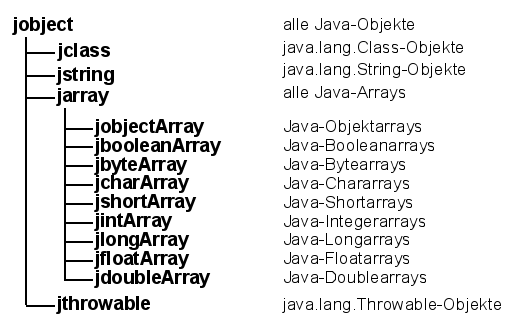 jobject alle Java-Objekte
jclass java.lang.Class-Objekte
jstring java.lang.String-Objekte
jarray alle Java-Arrays
jobjectArray Java-Objektarrays
jbooleanArray Java-Booleanarrays
jbyteArray Java-Bytearrays
jcharArray Java-Chararrays
jshortArray Java-Shortarrays
jintArray Java-Integerarrays
jlongArray Java-Longarrays
jfloatArray Java-Floatarrays
jdoubleArray Java-Doublearrays
jthrowable java.lang.Throwable-Objekte